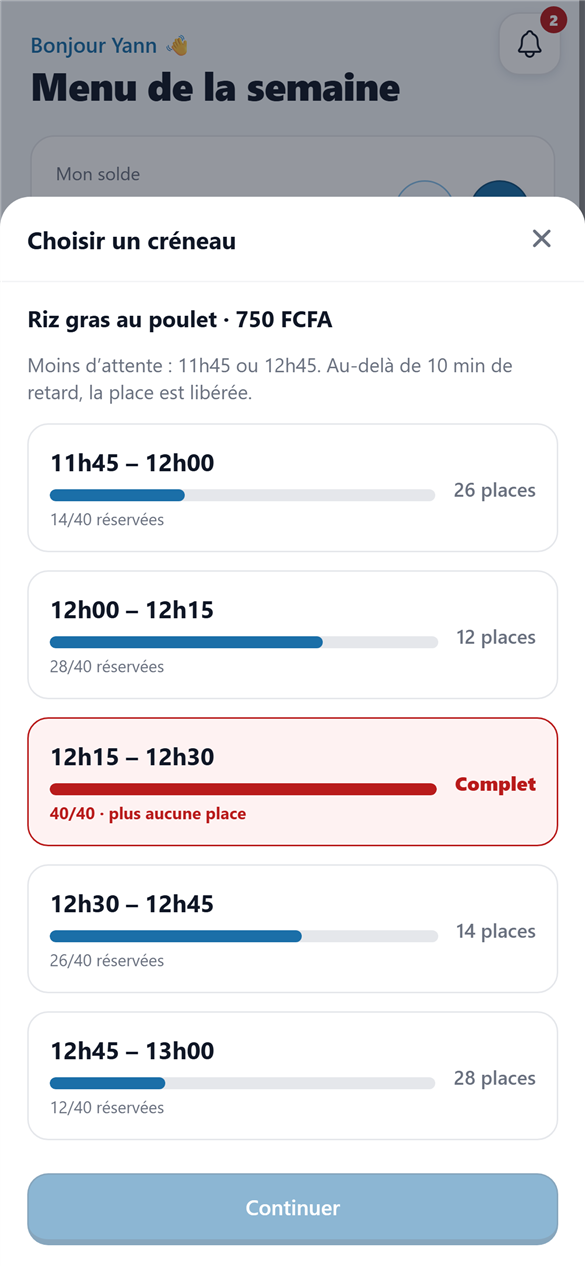 Bonjour Yann 👋
2
Menu de la semaine
Mon solde
Choisir un créneau
Riz gras au poulet · 750 FCFA
Moins d’attente : 11h45 ou 12h45. Au-delà de 10 min de
retard, la place est libérée.
11h45 – 12h00
26 places
14/40 réservées
12h00 – 12h15
12 places
28/40 réservées
12h15 – 12h30
Complet
40/40 · plus aucune place
12h30 – 12h45
14 places
26/40 réservées
12h45 – 13h00
28 places
12/40 réservées
Continuer